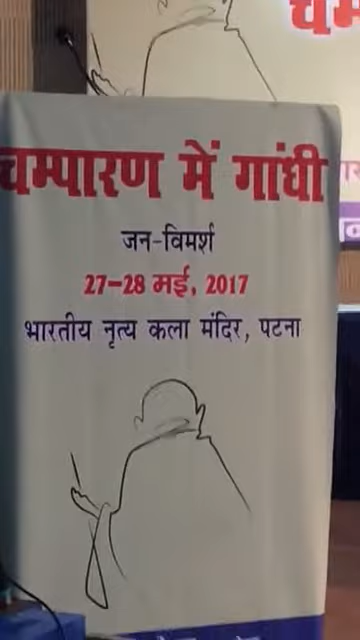 चम्पारण में गांधी
जन-विमर्श
27-28 मई, 2017
भारतीय नृत्य कला मंदिर, पटना